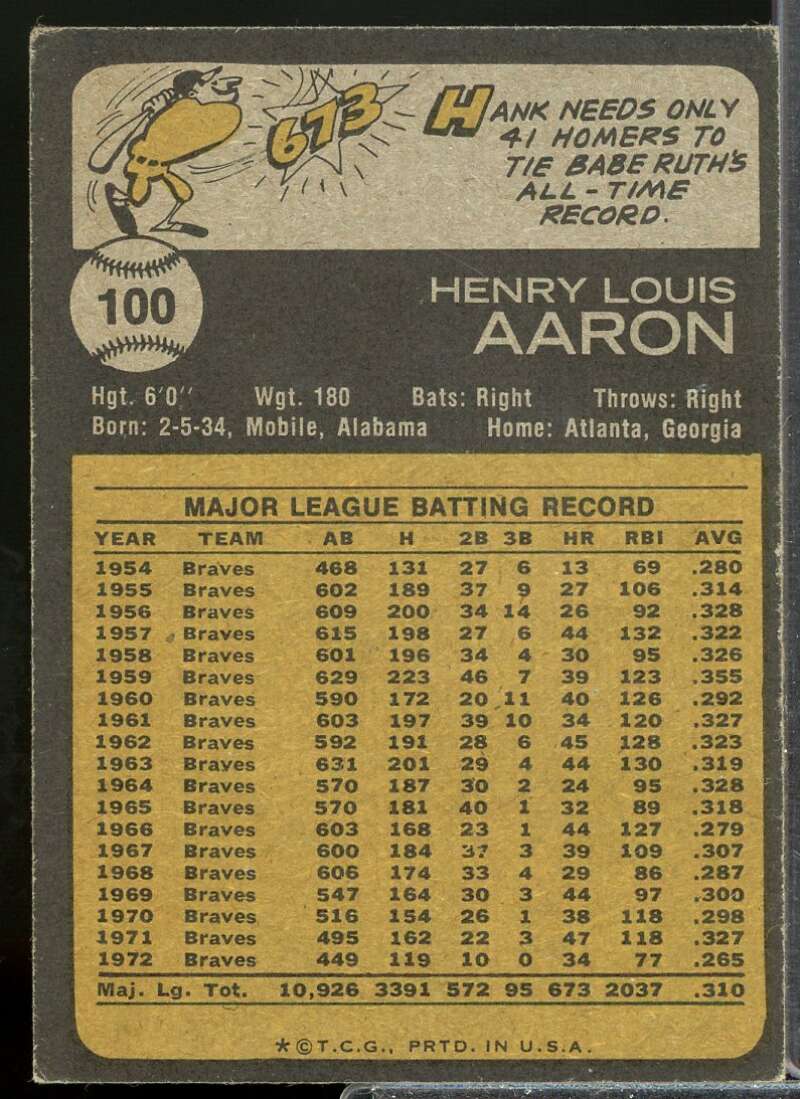 673
HANK NEEDS ONLY
41 HOMERS TO
TIE BABE RUTH'S
ALL-TIME
RECORD.
100
HENRY LOUIS
AARON
Hgt. 6'0" Wgt. 180 Bats: Right Throws: Right
Born: 2-5-34, Mobile, Alabama Home: Atlanta, Georgia
MAJOR LEAGUE BATTING RECORD
YEAR TEAM AB H 2B 3B HR RBI AVG
1954 Braves 468 131 27 6 13 69 .280
1955 Braves 602 189 37 9 27 106 .314
1956 Braves 609 200 34 14 26 92 .328
1957 Braves 615 198 27 6 44 132 .322
1958 Braves 601 196 34 4 30 95 .326
1959 Braves 629 223 46 7 39 123 .355
1960 Braves 590 172 20 11 40 126 .292
1961 Braves 603 197 39 10 34 120 .327
1962 Braves 592 191 28 6 45 128 .323
1963 Braves 631 201 29 4 44 130 .319
1964 Braves 570 187 30 2 24 95 .328
1965 Braves 570 181 40 1 32 89 .318
1966 Braves 603 168 23 1 44 127 .279
1967 Braves 600 184 37 3 39 109 .307
1968 Braves 606 174 33 4 29 86 .287
1969 Braves 547 164 30 3 44 97 .300
1970 Braves 516 154 26 1 38 118 .298
1971 Braves 495 162 22 3 47 118 .327
1972 Braves 449 119 10 0 34 77 .265
Maj. Lg. Tot. 10,926 3391 572 95 673 2037 .310
*©T.C.G., PRTD. IN U.S.A.